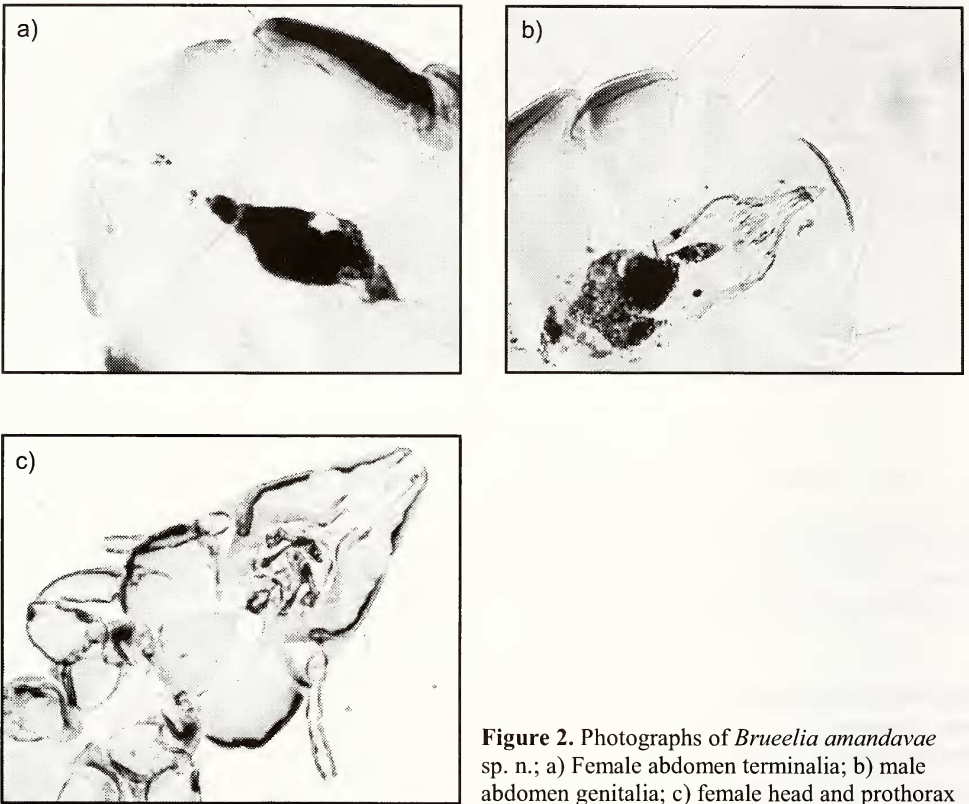 a)
b)
c)
Figure 2. Photographs of Brueelia amandavae
sp. n.; a) Female abdomen terminalia; b) male
abdomen genitalia; c) female head and prothorax